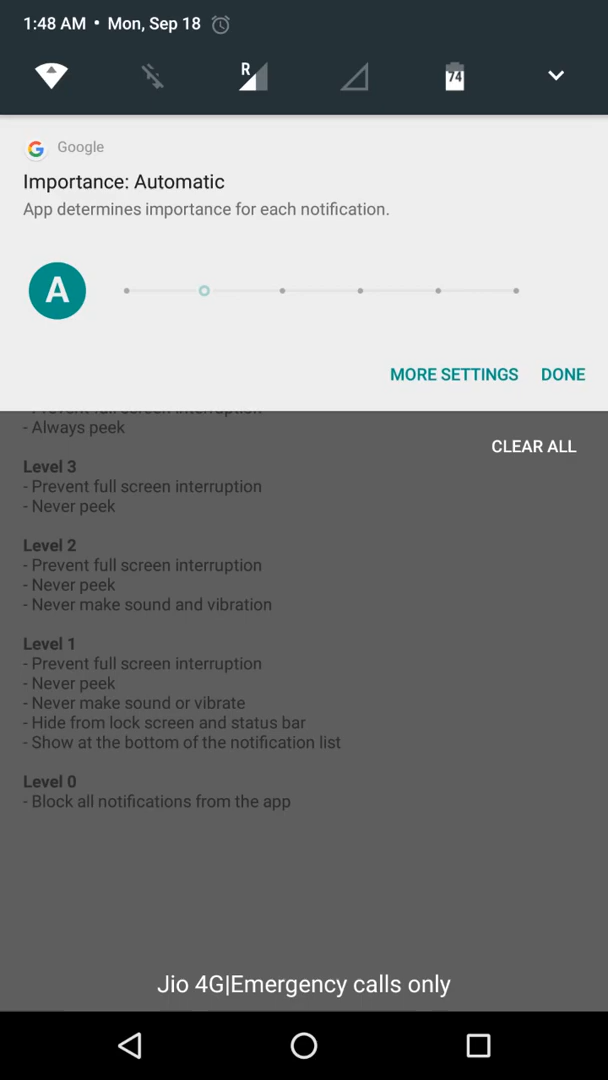 1:48 AM • Mon, Sep 18
R
74
Google
Importance: Automatic
App determines importance for each notification.
A
MORE SETTINGS DONE
- Prevent full screen interruption
- Always peek
CLEAR ALL
Level 3
- Prevent full screen interruption
- Never peek
Level 2
- Prevent full screen interruption
- Never peek
- Never make sound and vibration
Level 1
- Prevent full screen interruption
- Never peek
- Never make sound or vibrate
- Hide from lock screen and status bar
- Show at the bottom of the notification list
Level 0
- Block all notifications from the app
Jio 4G|Emergency calls only